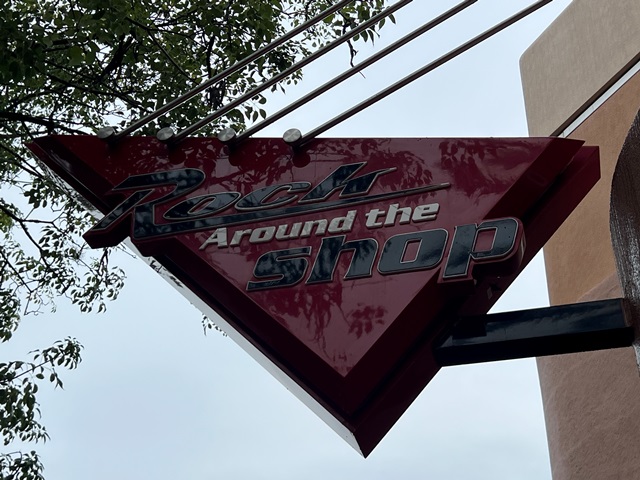 Rock
Around the
shop